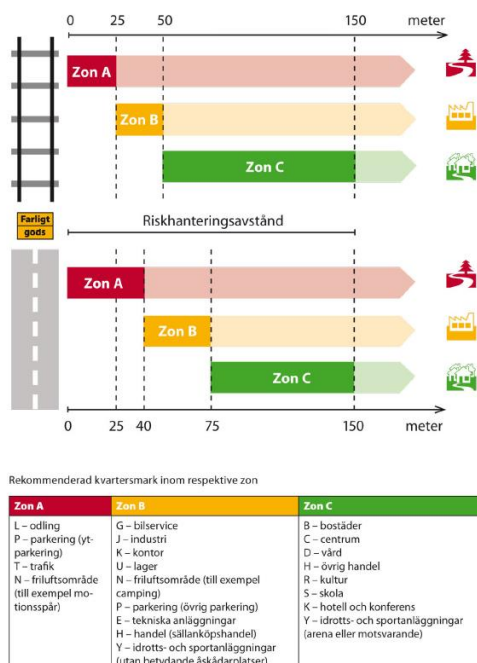 0 25 50 150 meter
Zon A
Zon B
Zon C
Farligt
gods
Riskhanteringsavstånd
Zon A
Zon B
Zon C
0 25 40 75 150 meter
Rekommenderad kvartersmark inom respektive zon
Zon A
L – odling
P – parkering (yt-
parkering)
T – trafik
N – friluftsområde
(till exempel mo-
tionsspår)
Zon B
G – bilservice
J – industri
K – kontor
U – lager
N – friluftsområde (till exempel
camping)
P – parkering (övrig parkering)
E – tekniska anläggningar
H – handel (sällanköpshandel)
Y – idrotts- och sportanläggningar
(utan betydande åskådarplatser)
Zon C
B – bostäder
C – centrum
D – vård
H – övrig handel
R – kultur
S – skola
K – hotell och konferens
Y – idrotts- och sportanläggningar
(arena eller motsvarande)